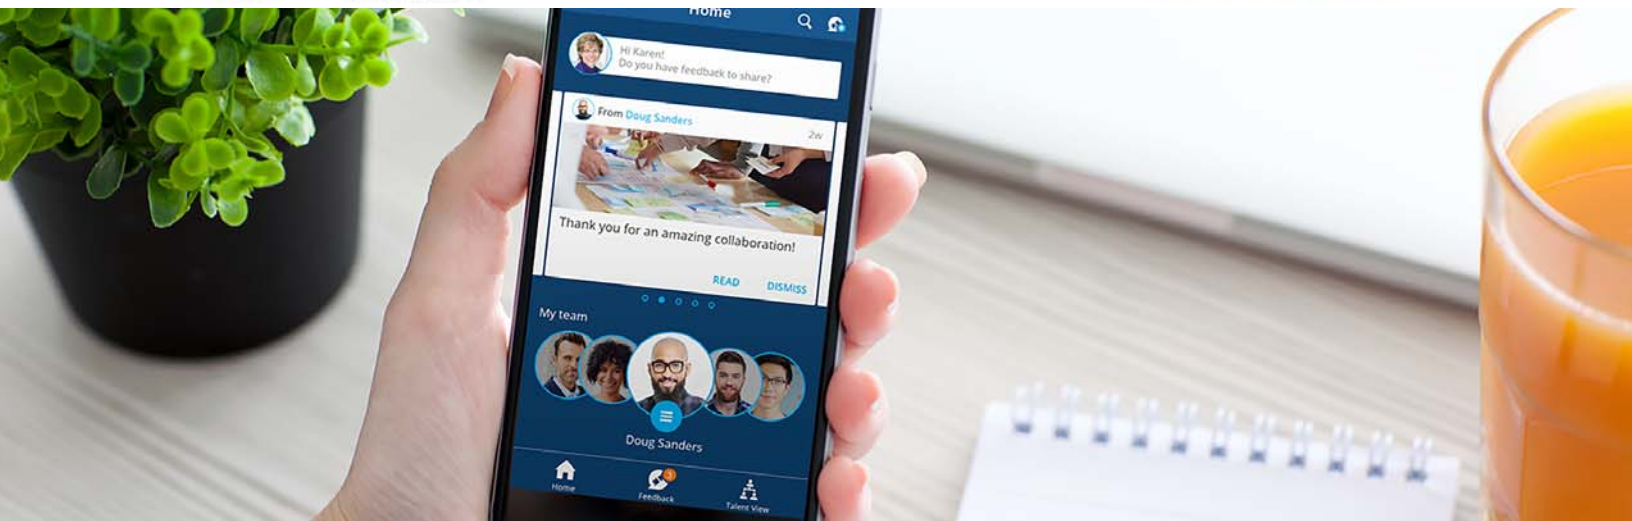 Home
Hi Karen!
Do you have feedback to share?
From Doug Sanders
2w
Thank you for an amazing collaboration!
READ DISMISS
My team
Doug Sanders
3
Home Feedback Talent View